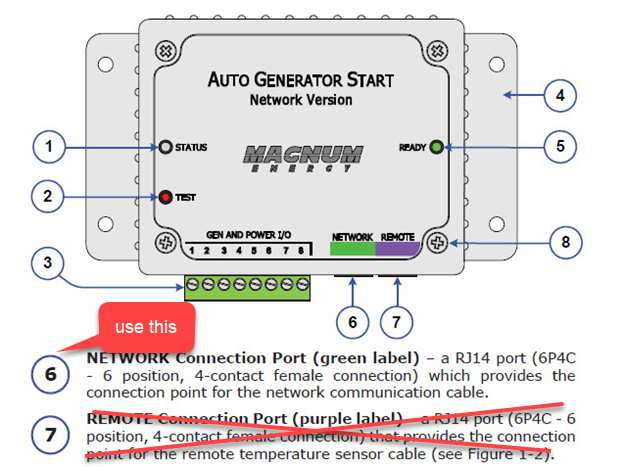 AUTO GENERATOR START
Network Version
1
STATUS
MAGNUM
ENERGY
READY
5
4
2
TEST
GEN AND POWER I/O
1 2 3 4 5 6 7 8
NETWORK
REMOTE
8
3
6
7
use this
6
NETWORK Connection Port (green label) – a RJ14 port (6P4C
- 6 position, 4-contact female connection) which provides the
connection point for the network communication cable.
7
REMOTE Connection Port (purple label) – a RJ14 port (6P4C - 6
position, 4-contact female connection) that provides the connection
point for the remote temperature sensor cable (see Figure 1-2).